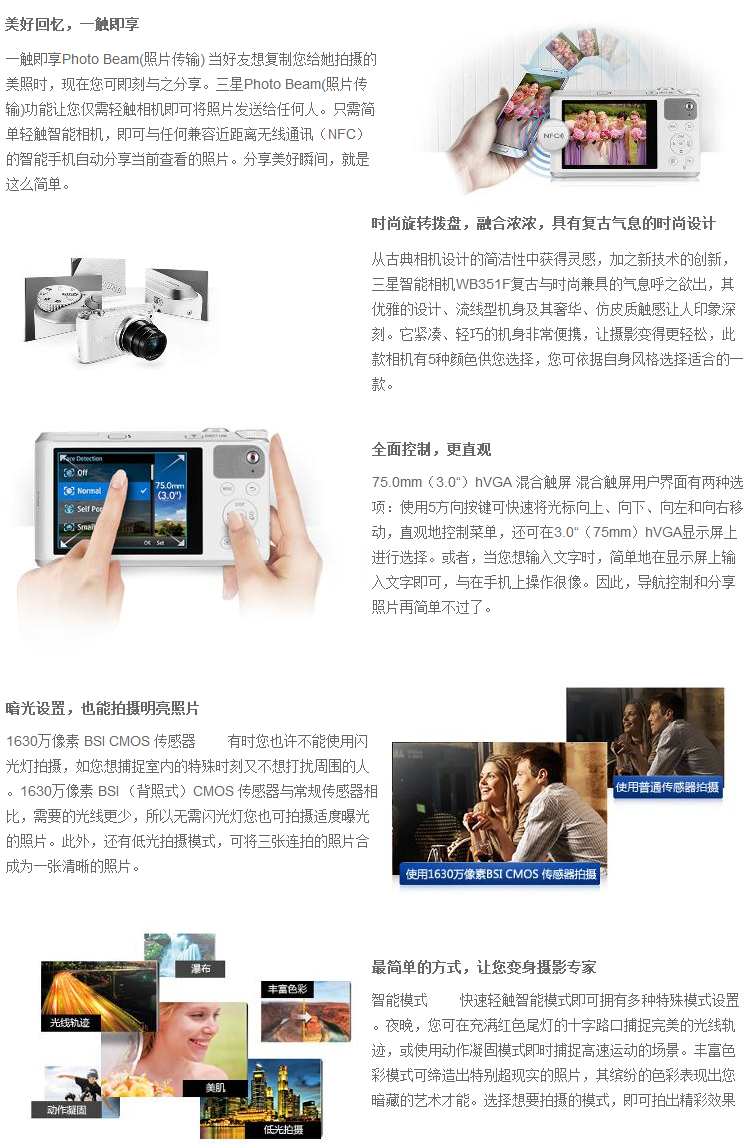 美好回忆，一触即享
一触即享Photo Beam(照片传输) 当好友想复制您给她拍摄的
美照时，现在您可即刻与之分享。三星Photo Beam(照片传
输)功能让您仅需轻触相机即可将照片发送给任何人。只需简
单轻触智能相机，即可与任何兼容近距离无线通讯（NFC）
的智能手机自动分享当前查看的照片。分享美好瞬间，就是
这么简单。
NFC
时尚旋转拨盘，融合浓浓，具有复古气息的时尚设计
从古典相机设计的简洁性中获得灵感，加之新技术的创新，
三星智能相机WB351F复古与时尚兼具的气息呼之欲出，其
优雅的设计、流线型机身及其奢华、仿皮质触感让人印象深
刻。它紧凑、轻巧的机身非常便携，让摄影变得更轻松，此
款相机有5种颜色供您选择，您可依据自身风格选择适合的一
款。
DIRECT LINK
Face Detection
Off
Normal
Self Por
Smile
OK Set
75.0mm
(3.0")
MENU
全面控制，更直观
75.0mm（3.0“）hVGA 混合触屏 混合触屏用户界面有两种选
项：使用5方向按键可快速将光标向上、向下、向左和向右移
动，直观地控制菜单，还可在3.0“（75mm）hVGA显示屏上
进行选择。或者，当您想输入文字时，简单地在显示屏上输
入文字即可，与在手机上操作很像。因此，导航控制和分享
照片再简单不过了。
暗光设置，也能拍摄明亮照片
1630万像素 BSI CMOS 传感器 有时您也许不能使用闪
光灯拍摄，如您想捕捉室内的特殊时刻又不想打扰周围的人
。1630万像素 BSI （背照式）CMOS 传感器与常规传感器相
比，需要的光线更少，所以无需闪光灯您也可拍摄适度曝光
的照片。此外，还有低光拍摄模式，可将三张连拍的照片合
成为一张清晰的照片。
使用普通传感器拍摄
使用1630万像素BSI CMOS 传感器拍摄
瀑布
丰富色彩
光线轨迹
美肌
动作凝固
低光拍摄
最简单的方式，让您变身摄影专家
智能模式 快速轻触智能模式即可拥有多种特殊模式设置
。夜晚，您可在充满红色尾灯的十字路口捕捉完美的光线轨
迹，或使用动作凝固模式即时捕捉高速运动的场景。丰富色
彩模式可缔造出特别超现实的照片，其缤纷的色彩表现出您
暗藏的艺术才能。选择想要拍摄的模式，即可拍出精彩效果